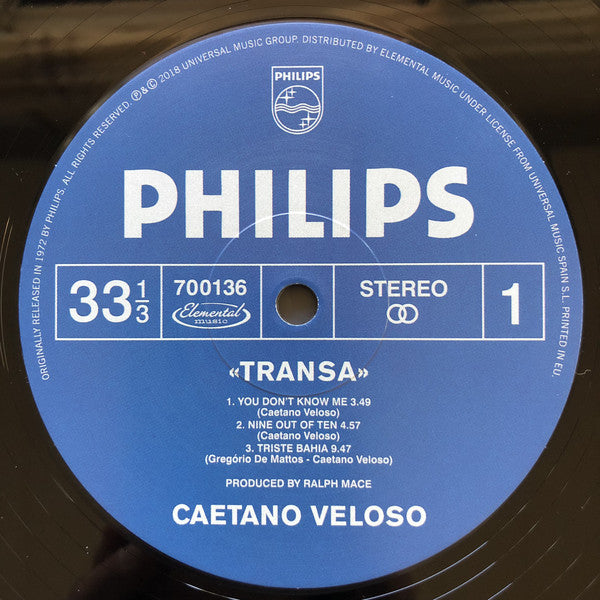 ORIGINALLY RELEASED IN 1972 BY PHILIPS. ALL RIGHTS RESERVED. ℗&© 2018 UNIVERSAL MUSIC GROUP. DISTRIBUTED BY ELEMENTAL MUSIC UNDER LICENSE FROM UNIVERSAL MUSIC SPAIN S.L. PRINTED IN EU.
PHILIPS
PHILIPS
33 1/3
700136
Elemental
music
STEREO
1
«TRANSA»
1. YOU DON'T KNOW ME 3.49
(Caetano Veloso)
2. NINE OUT OF TEN 4.57
(Caetano Veloso)
3. TRISTE BAHIA 9.47
(Gregório De Mattos - Caetano Veloso)
PRODUCED BY RALPH MACE
CAETANO VELOSO